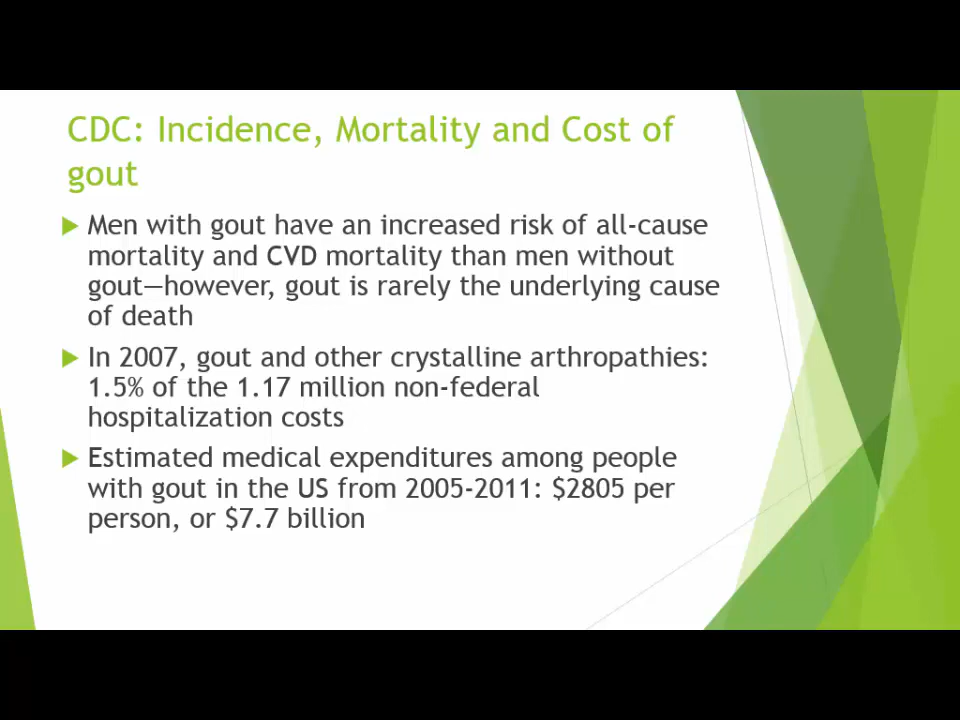 CDC: Incidence, Mortality and Cost of
gout
Men with gout have an increased risk of all-cause
mortality and CVD mortality than men without
gout—however, gout is rarely the underlying cause
of death
In 2007, gout and other crystalline arthropathies:
1.5% of the 1.17 million non-federal
hospitalization costs
Estimated medical expenditures among people
with gout in the US from 2005-2011: $2805 per
person, or $7.7 billion